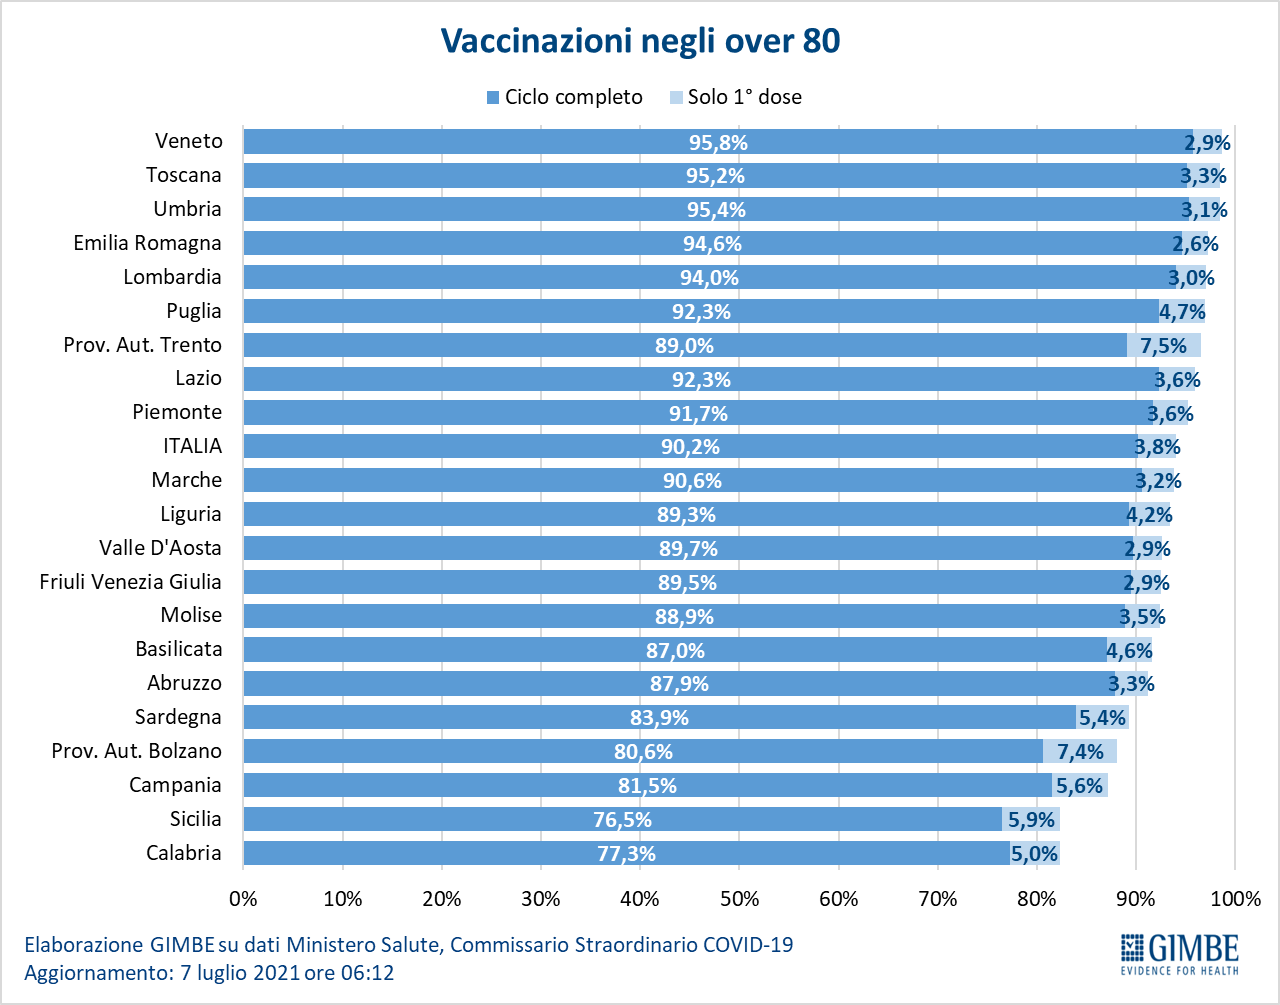 Vaccinazioni negli over 80
Ciclo completo Solo 1° dose
Veneto 95,8% 2,9%
Toscana 95,2% 3,3%
Umbria 95,4% 3,1%
Emilia Romagna 94,6% 2,6%
Lombardia 94,0% 3,0%
Puglia 92,3% 4,7%
Prov. Aut. Trento 89,0% 7,5%
Lazio 92,3% 3,6%
Piemonte 91,7% 3,6%
ITALIA 90,2% 3,8%
Marche 90,6% 3,2%
Liguria 89,3% 4,2%
Valle D'Aosta 89,7% 2,9%
Friuli Venezia Giulia 89,5% 2,9%
Molise 88,9% 3,5%
Basilicata 87,0% 4,6%
Abruzzo 87,9% 3,3%
Sardegna 83,9% 5,4%
Prov. Aut. Bolzano 80,6% 7,4%
Campania 81,5% 5,6%
Sicilia 76,5% 5,9%
Calabria 77,3% 5,0%
0% 10% 20% 30% 40% 50% 60% 70% 80% 90% 100%
Elaborazione GIMBE su dati Ministero Salute, Commissario Straordinario COVID-19
Aggiornamento: 7 luglio 2021 ore 06:12
GIMBE
EVIDENCE FOR HEALTH